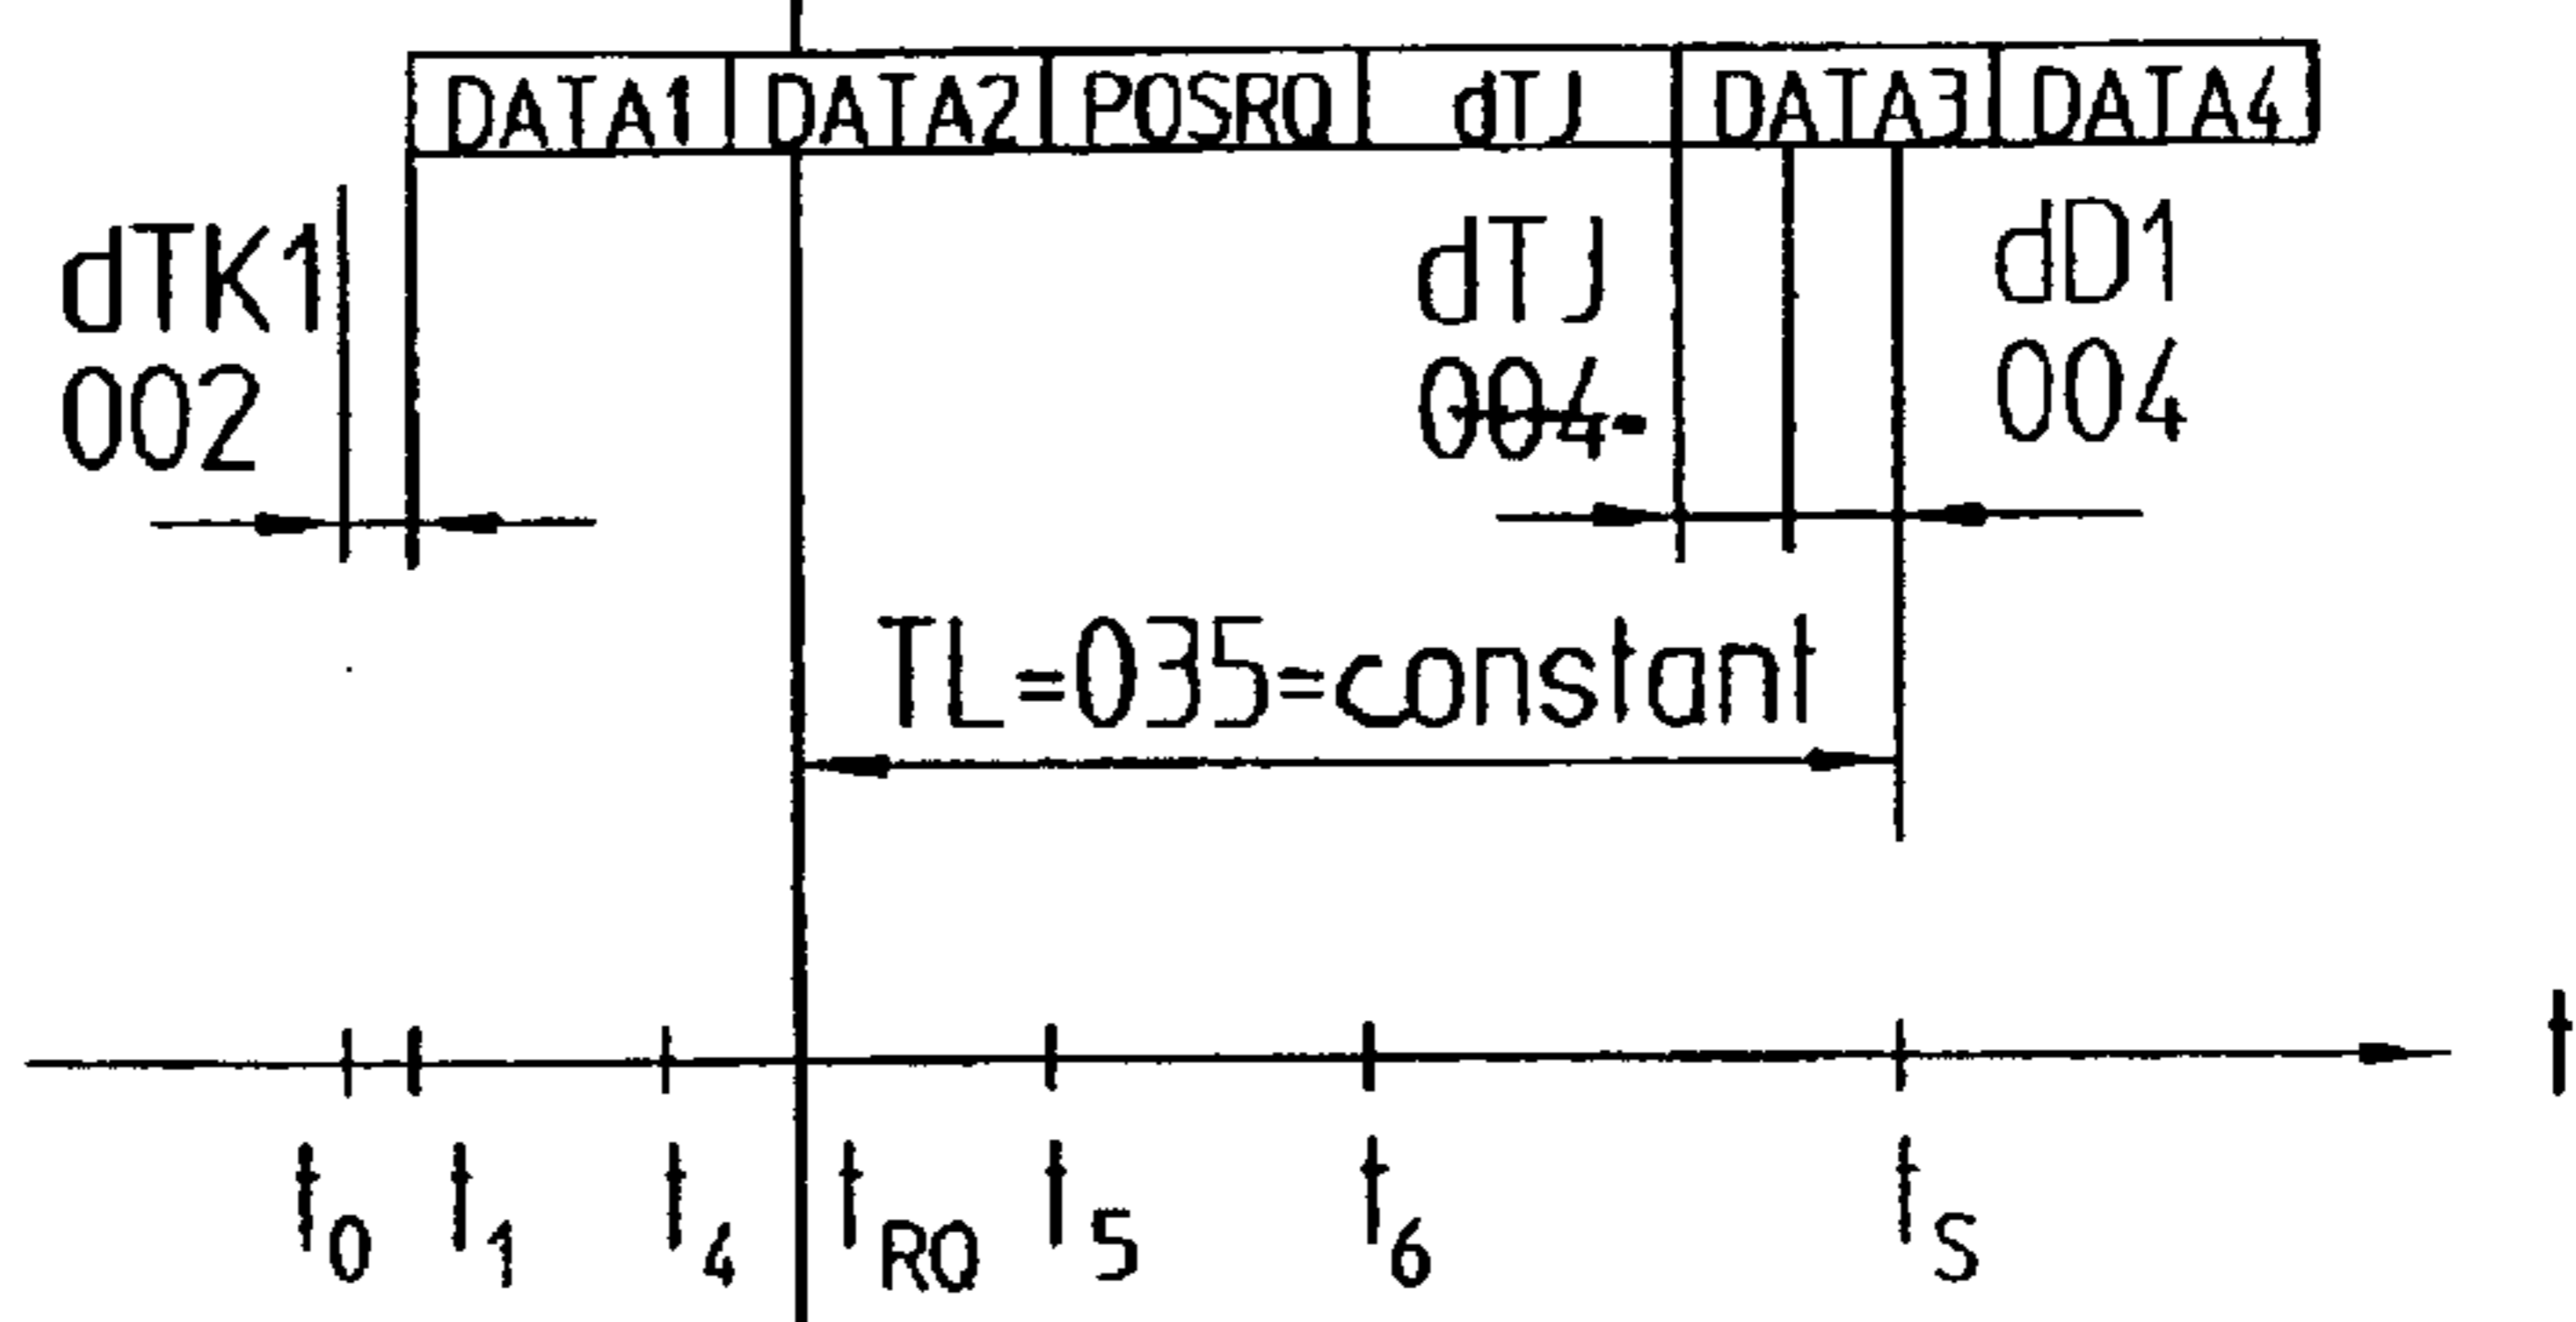 DATA1 DATA2 POSRQ dTJ DATA3 DATA4
dTK1 dTJ dD1
002 004 004
TL=035=constant
t
t0 t1 t4 tRQ t5 t6 tS